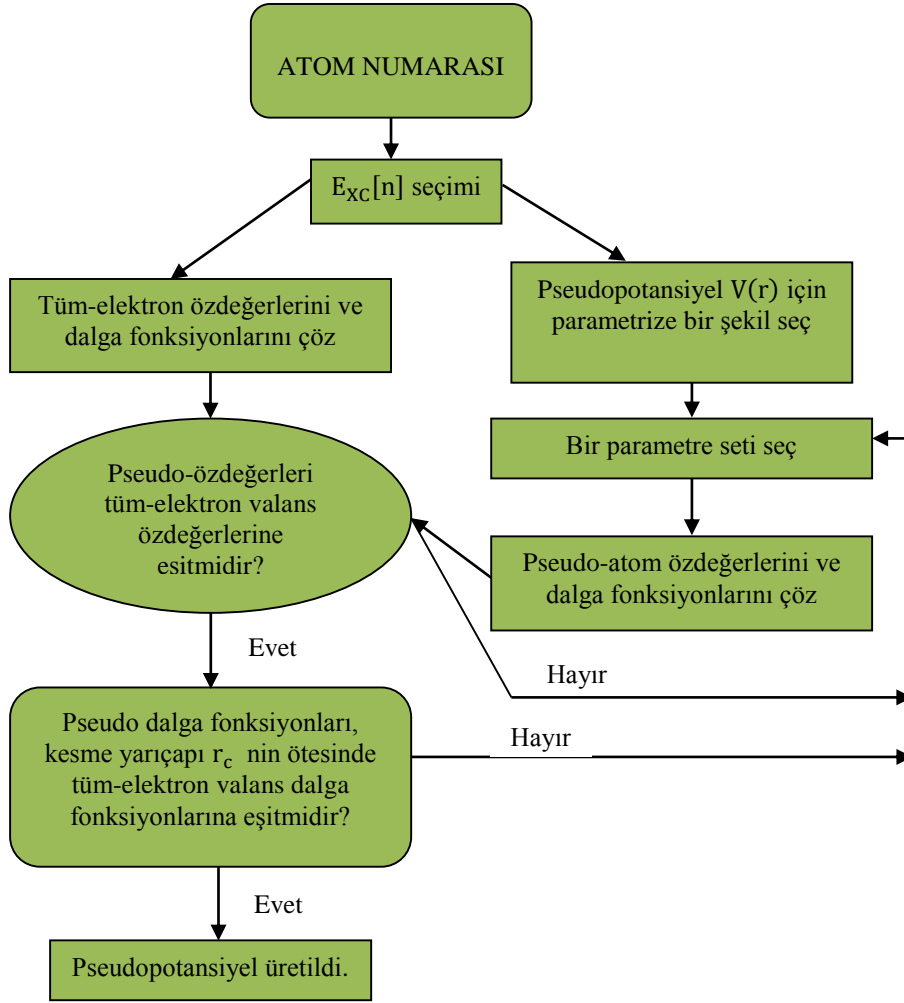 ATOM NUMARASI
E_XC[n] seçimi
Tüm-elektron özdeğerlerini ve
dalga fonksiyonlarını çöz
Pseudopotansiyel V(r) için
parametrize bir şekil seç
Bir parametre seti seç
Pseudo-özdeğerleri
tüm-elektron valans
özdeğerlerine
esitmidir?
Pseudo-atom özdeğerlerini ve
dalga fonksiyonlarını çöz
Evet
Hayır
Pseudo dalga fonksiyonları,
kesme yarıçapı r_c nin ötesinde
tüm-elektron valans dalga
fonksiyonlarına eşitmidir?
Hayır
Evet
Pseudopotansiyel üretildi.